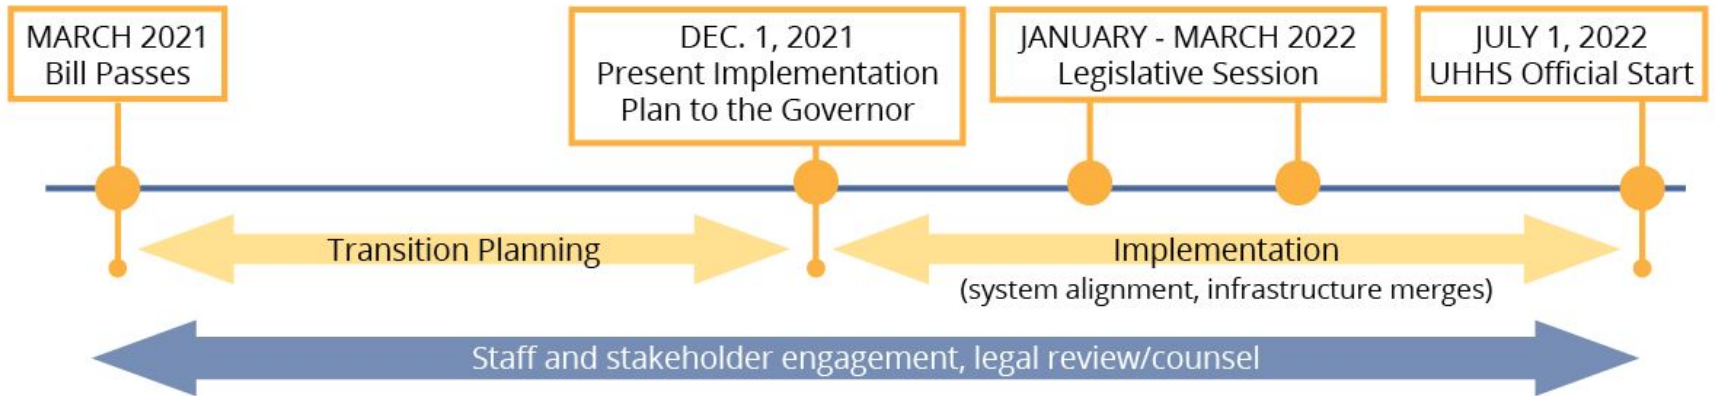 MARCH 2021
Bill Passes
DEC. 1, 2021
Present Implementation
Plan to the Governor
JANUARY - MARCH 2022
Legislative Session
JULY 1, 2022
UHHS Official Start
Transition Planning
Implementation
(system alignment, infrastructure merges)
Staff and stakeholder engagement, legal review/counsel